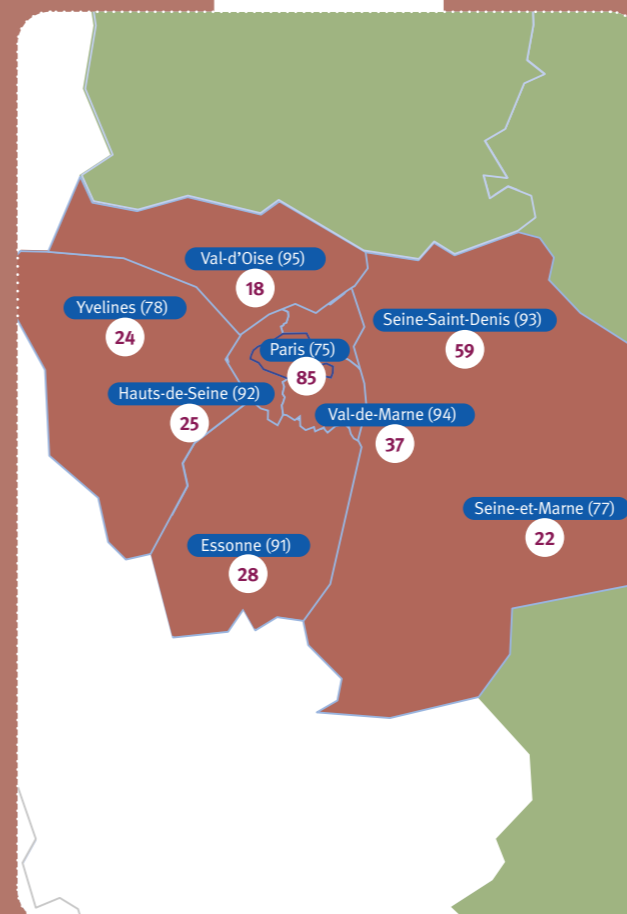 Val-d’Oise (95)
18
Yvelines (78)
24
Seine-Saint-Denis (93)
59
Paris (75)
85
Hauts-de-Seine (92)
25
Val-de-Marne (94)
37
Seine-et-Marne (77)
22
Essonne (91)
28